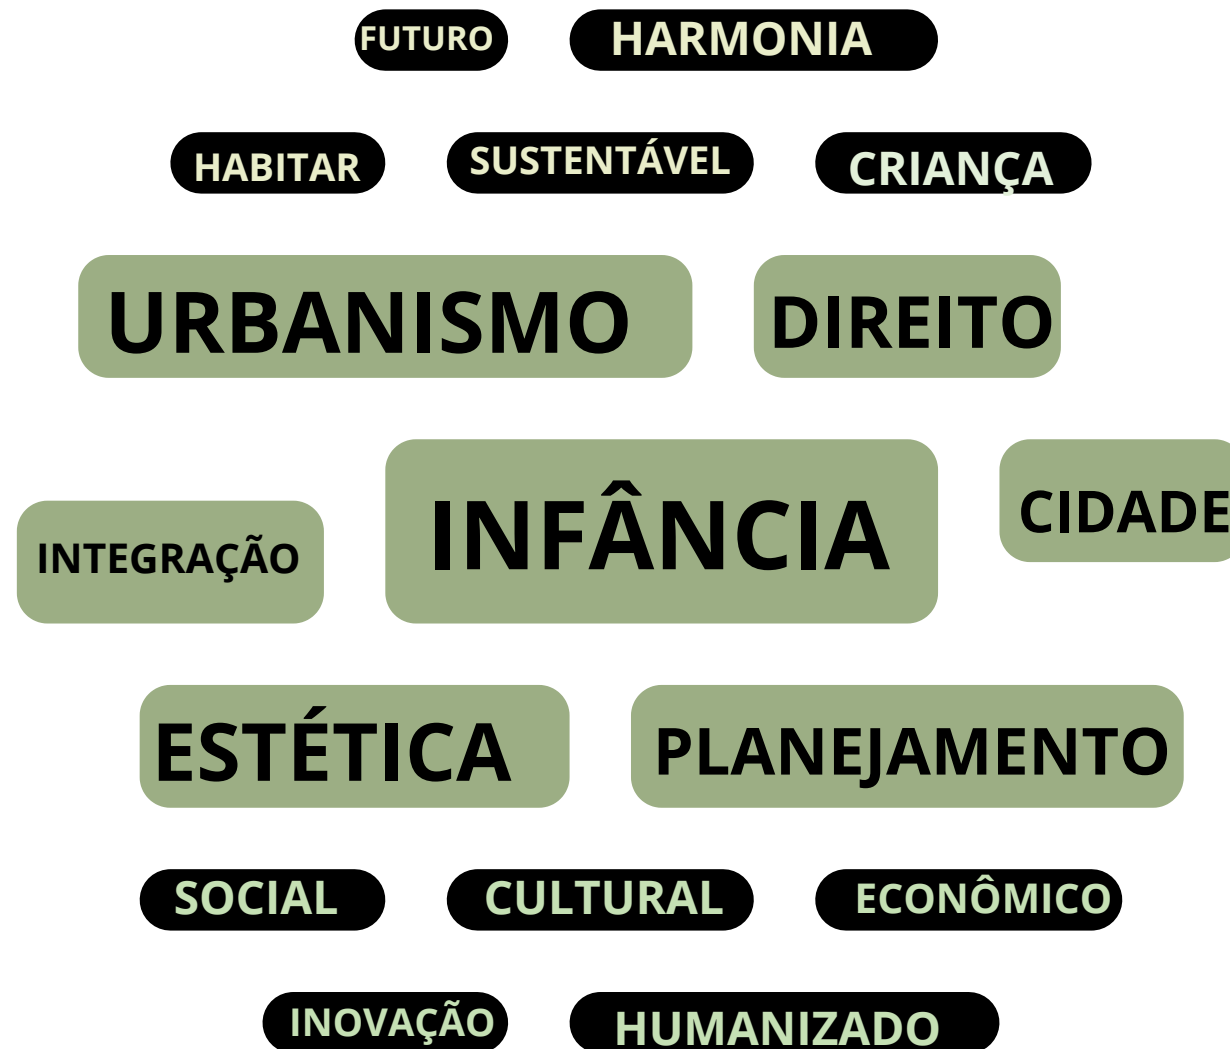 FUTURO HARMONIA
HABITAR SUSTENTÁVEL CRIANÇA
URBANISMO DIREITO
INTEGRAÇÃO INFÂNCIA CIDADE
ESTÉTICA PLANEJAMENTO
SOCIAL CULTURAL ECONÔMICO
INOVAÇÃO HUMANIZADO